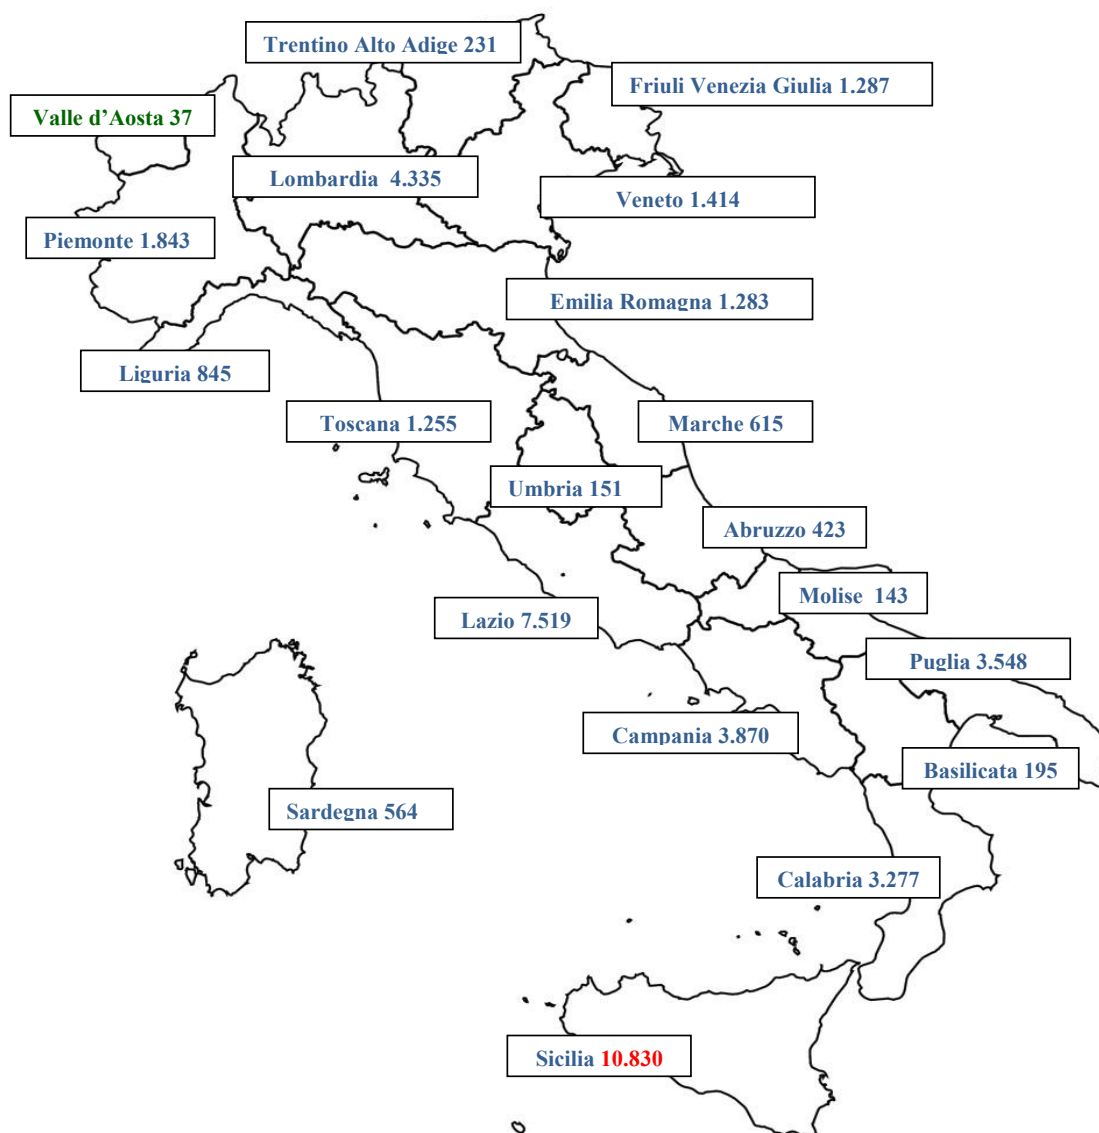 Trentino Alto Adige 231
Friuli Venezia Giulia 1.287
Valle d’Aosta 37
Lombardia 4.335
Veneto 1.414
Piemonte 1.843
Emilia Romagna 1.283
Liguria 845
Toscana 1.255
Marche 615
Umbria 151
Abruzzo 423
Molise 143
Lazio 7.519
Puglia 3.548
Campania 3.870
Basilicata 195
Sardegna 564
Calabria 3.277
Sicilia 10.830